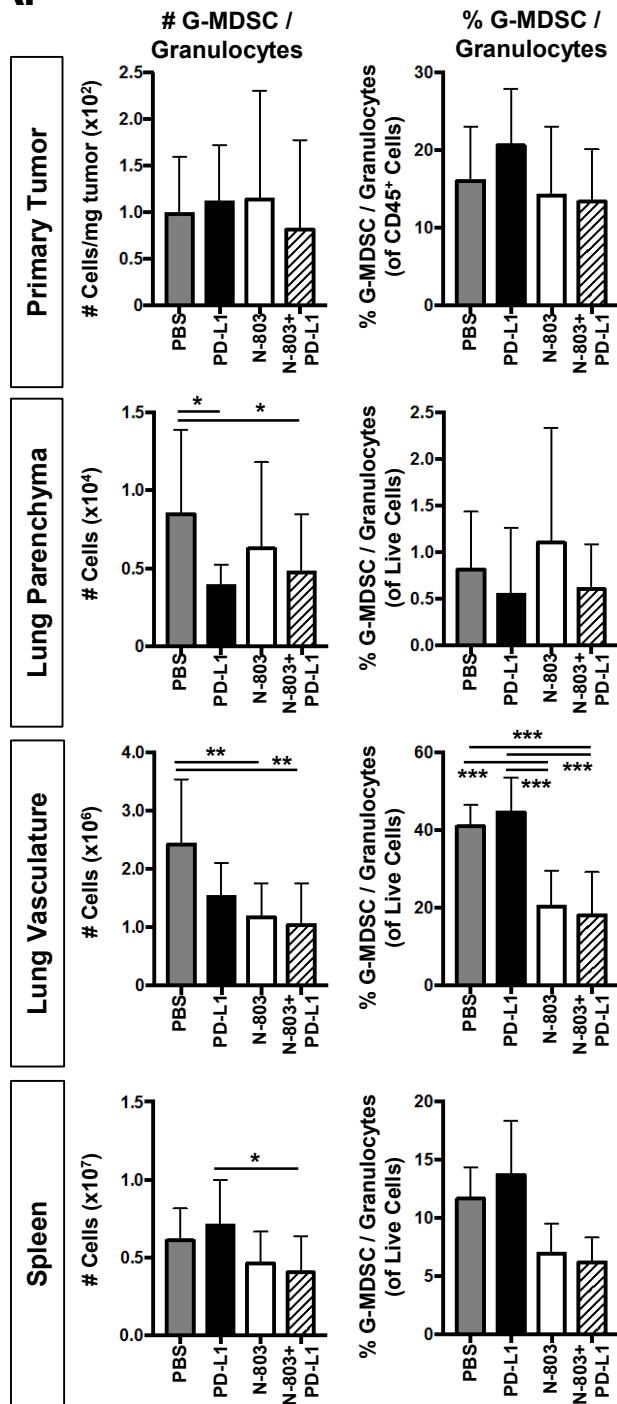 # G-MDSC /
Granulocytes
% G-MDSC /
Granulocytes
Primary Tumor
# Cells/mg tumor (x10²)
2.5
2.0
1.5
1.0
0.5
0
PBS
PD-L1
N-803
N-803+
PD-L1
% G-MDSC / Granulocytes
(of CD45⁺ Cells)
30
20
10
0
PBS
PD-L1
N-803
N-803+
PD-L1
Lung Parenchyma
# Cells (x10⁴)
1.5
1.0
0.5
0
* *
PBS
PD-L1
N-803
N-803+
PD-L1
% G-MDSC / Granulocytes
(of Live Cells)
2.5
2.0
1.5
1.0
0.5
0.0
PBS
PD-L1
N-803
N-803+
PD-L1
Lung Vasculature
# Cells (x10⁶)
4.0
3.0
2.0
1.0
0
**
**
PBS
PD-L1
N-803
N-803+
PD-L1
% G-MDSC / Granulocytes
(of Live Cells)
60
40
20
0
***
*** ***
***
PBS
PD-L1
N-803
N-803+
PD-L1
Spleen
# Cells (x10⁷)
1.5
1.0
0.5
0.0
*
PBS
PD-L1
N-803
N-803+
PD-L1
% G-MDSC / Granulocytes
(of Live Cells)
20
15
10
5
0
PBS
PD-L1
N-803
N-803+
PD-L1